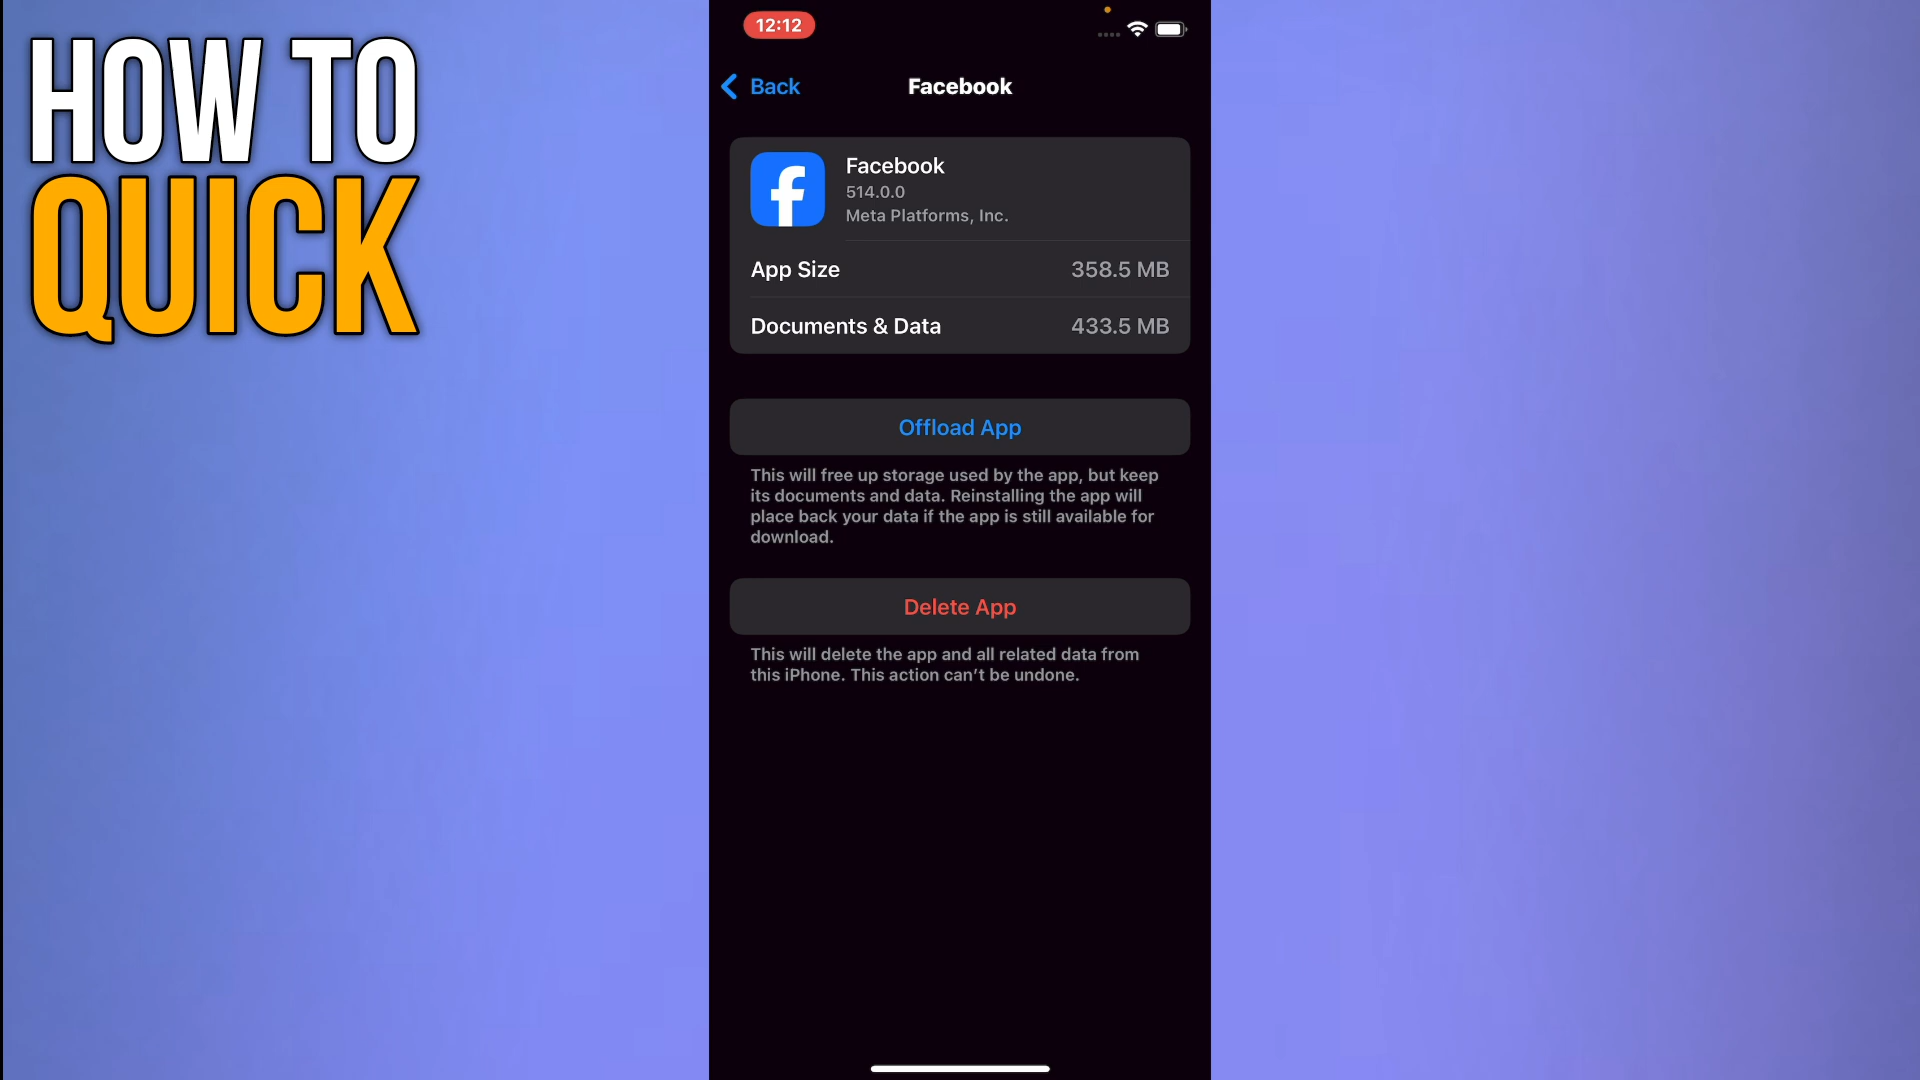 HOW TO
QUICK
12:12
Back
Facebook
Facebook
514.0.0
Meta Platforms, Inc.
App Size 358.5 MB
Documents & Data 433.5 MB
Offload App
This will free up storage used by the app, but keep
its documents and data. Reinstalling the app will
place back your data if the app is still available for
download.
Delete App
This will delete the app and all related data from
this iPhone. This action can’t be undone.